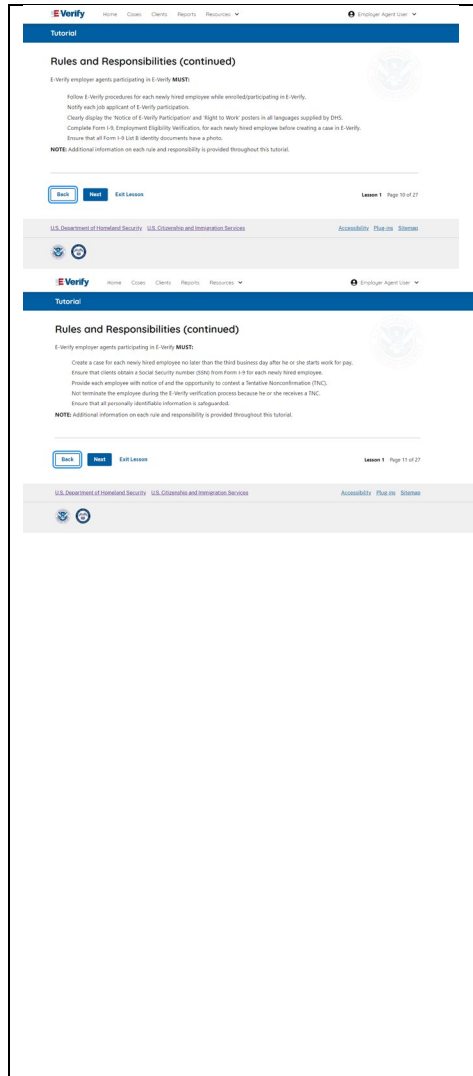 E-Verify Home Cases Clients Reports Resources Employer Agent User
Tutorial
Rules and Responsibilities (continued)
E-Verify employer agents participating in E-Verify MUST:
Follow E-Verify procedures for each newly hired employee while enrolled/participating in E-Verify.
Notify each job applicant of E-Verify participation.
Clearly display the 'Notice of E-Verify Participation' and 'Right to Work' posters in all languages supplied by DHS.
Complete Form I-9, Employment Eligibility Verification, for each newly hired employee before creating a case in E-Verify.
Ensure that all Form I-9 List B identity documents have a photo.
NOTE: Additional information on each rule and responsibility is provided throughout this tutorial.
Back Next Exit Lesson Lesson 1 Page 10 of 27
U.S. Department of Homeland Security U.S. Citizenship and Immigration Services Accessibility Plug-ins Sitemap
E-Verify Home Cases Clients Reports Resources Employer Agent User
Tutorial
Rules and Responsibilities (continued)
E-Verify employer agents participating in E-Verify MUST:
Create a case for each newly hired employee no later than the third business day after he or she starts work for pay.
Ensure that clients obtain a Social Security number (SSN) from Form I-9 for each newly hired employee.
Provide each employee with notice of and the opportunity to contest a Tentative Nonconfirmation (TNC).
Not terminate the employee during the E-Verify verification process because he or she receives a TNC.
Ensure that all personally identifiable information is safeguarded.
NOTE: Additional information on each rule and responsibility is provided throughout this tutorial.
Back Next Exit Lesson Lesson 1 Page 11 of 27
U.S. Department of Homeland Security U.S. Citizenship and Immigration Services Accessibility Plug-ins Sitemap